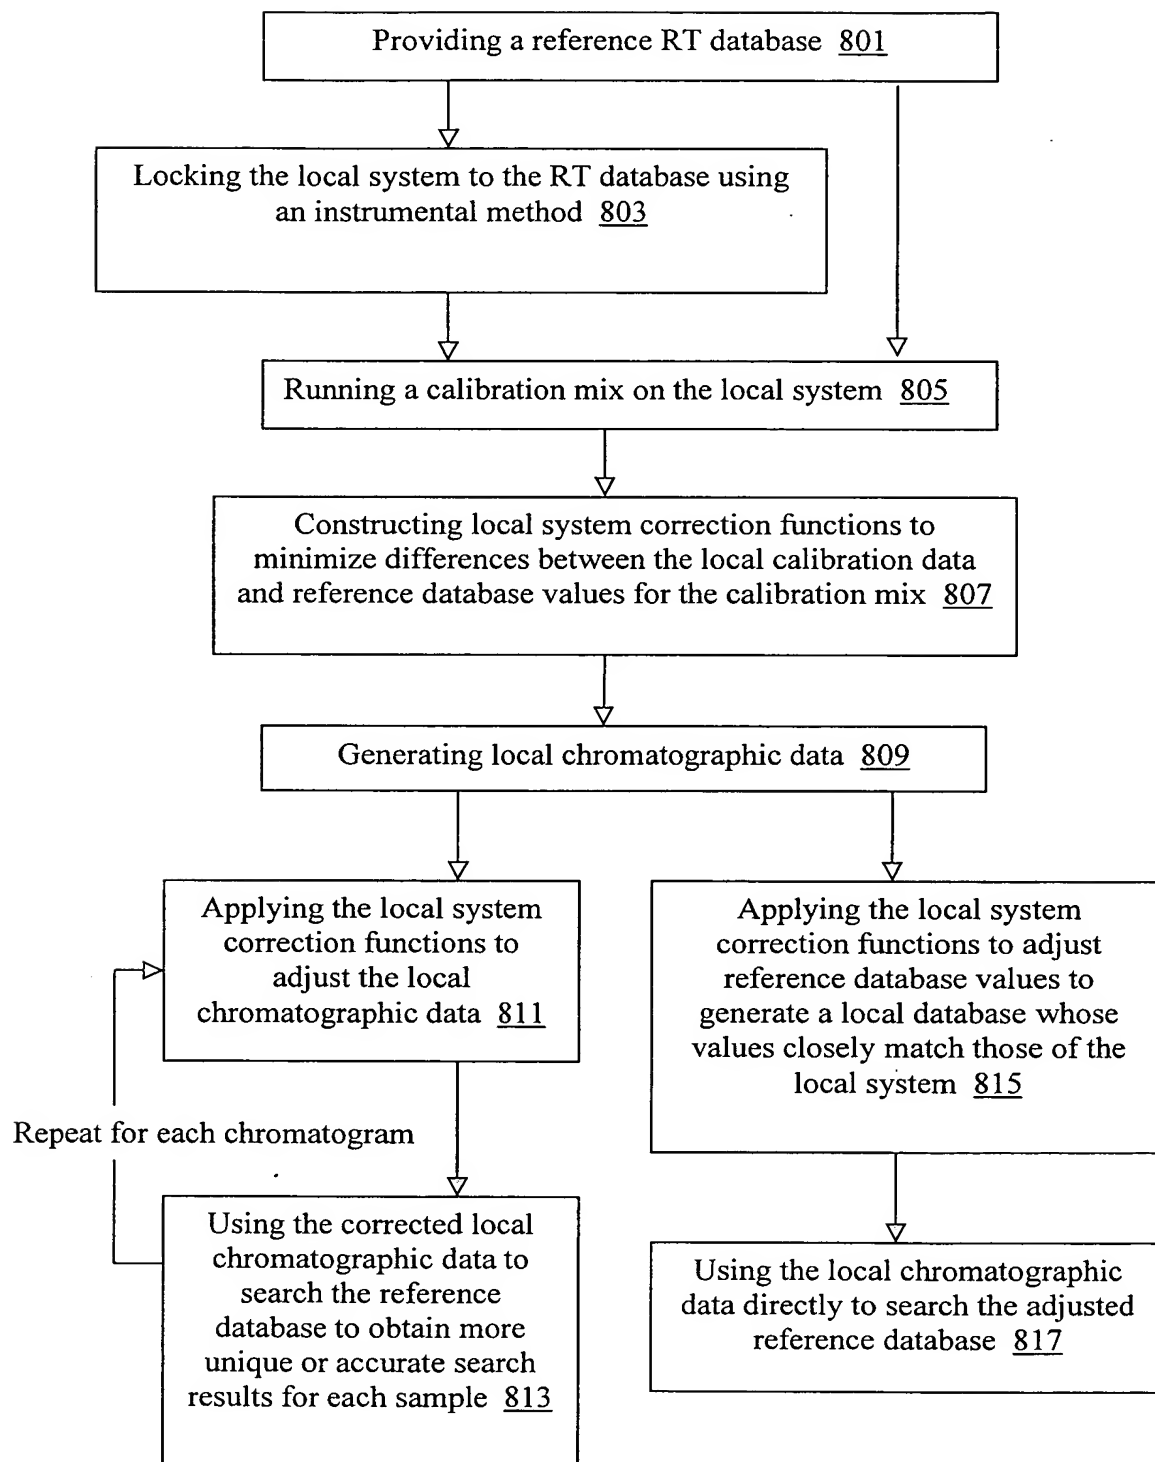 Providing a reference RT database 801
Locking the local system to the RT database using
an instrumental method 803
Running a calibration mix on the local system 805
Constructing local system correction functions to
minimize differences between the local calibration data
and reference database values for the calibration mix 807
Generating local chromatographic data 809
Applying the local system
correction functions to
adjust the local
chromatographic data 811
Applying the local system
correction functions to adjust
reference database values to
generate a local database whose
values closely match those of the
local system 815
Repeat for each chromatogram
Using the corrected local
chromatographic data to
search the reference
database to obtain more
unique or accurate search
results for each sample 813
Using the local chromatographic
data directly to search the adjusted
reference database 817